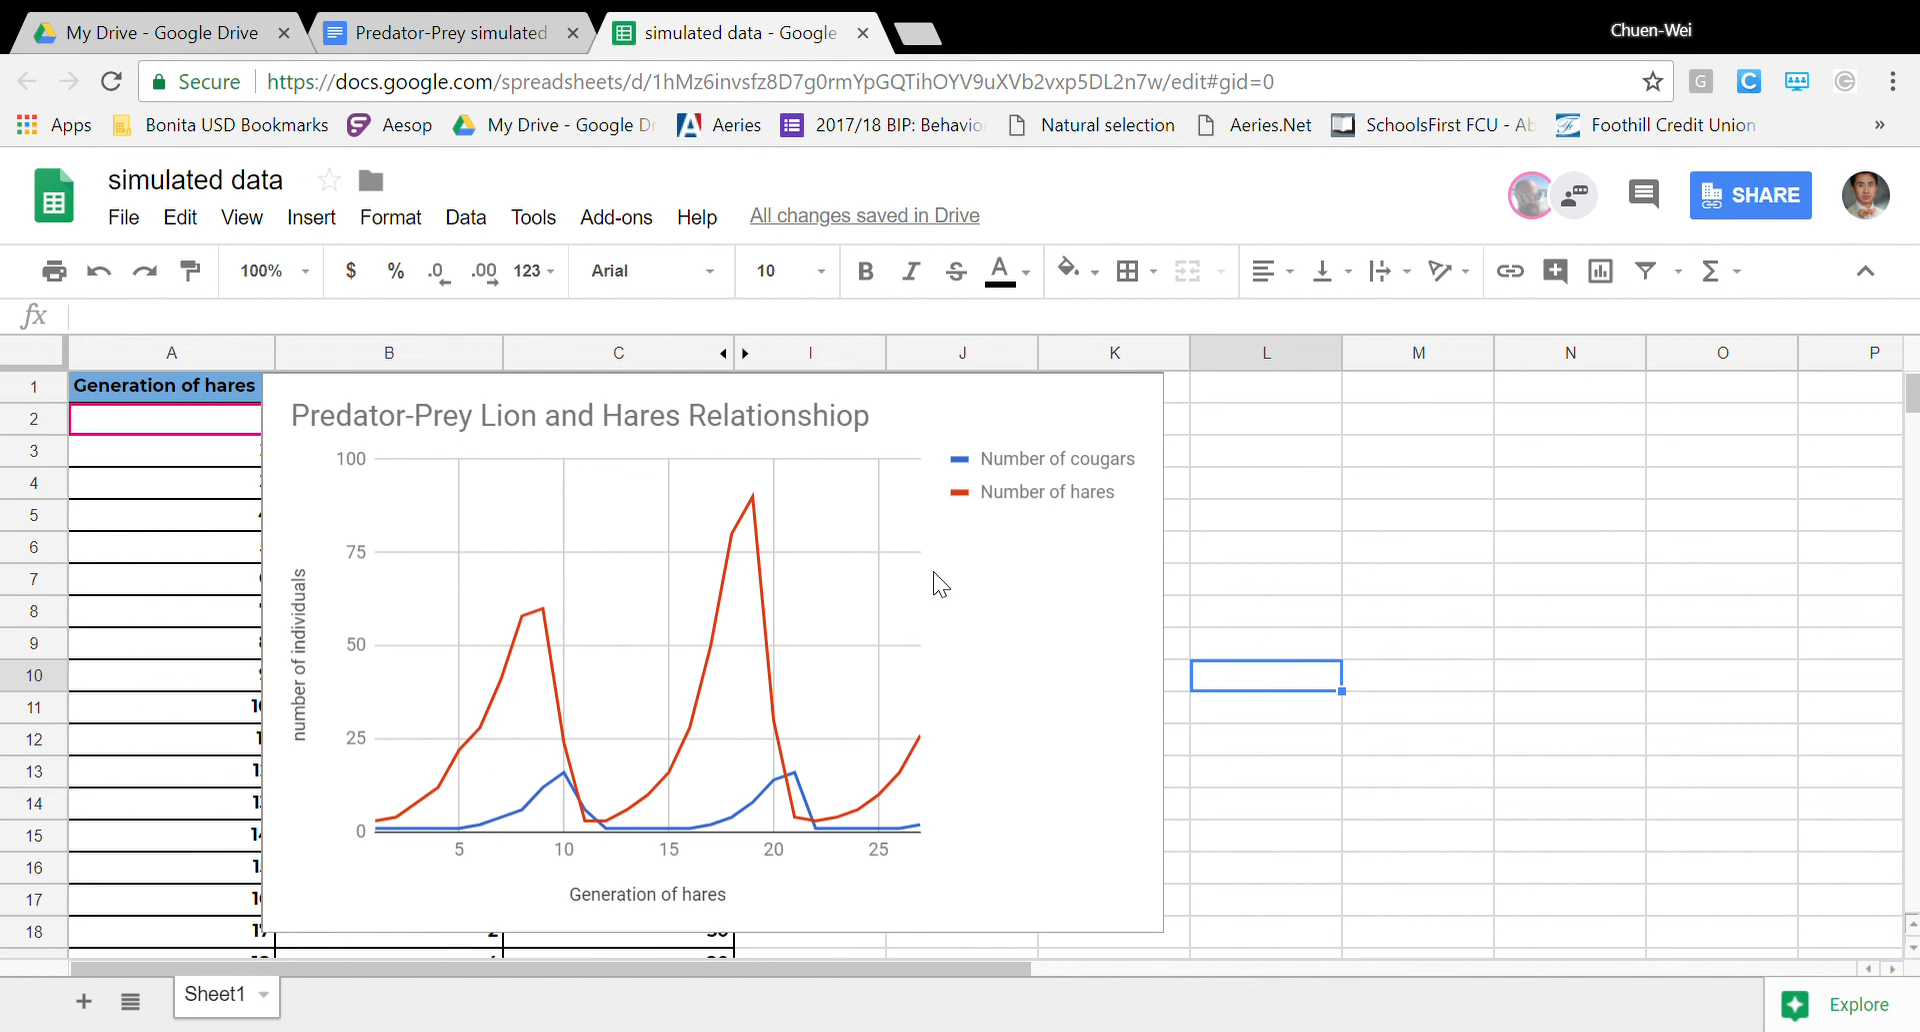 My Drive - Google Drive
Predator-Prey simulated
simulated data - Google
Chuen-Wei
Secure
https://docs.google.com/spreadsheets/d/1hMz6invsfz8D7g0rmYpGQTihOYV9uXVb2vxp5DL2n7w/edit#gid=0
Apps
Bonita USD Bookmarks
Aesop
My Drive - Google Dr
Aeries
2017/18 BIP: Behavio
Natural selection
Aeries.Net
SchoolsFirst FCU - Ab
Foothill Credit Union
»
simulated data
SHARE
File Edit View Insert Format Data Tools Add-ons Help All changes saved in Drive
100% $ % .0 .00 123 Arial 10 B I S A Σ
fx
A B C I J K L M N O P
1 Generation of hares
2
3
4
5
6
7
8
9
10
11
12
13
14
15
16
17
18
Predator-Prey Lion and Hares Relationshiop
100
75
50
25
0
number of individuals
5 10 15 20 25
Generation of hares
Number of cougars
Number of hares
Sheet1
Explore